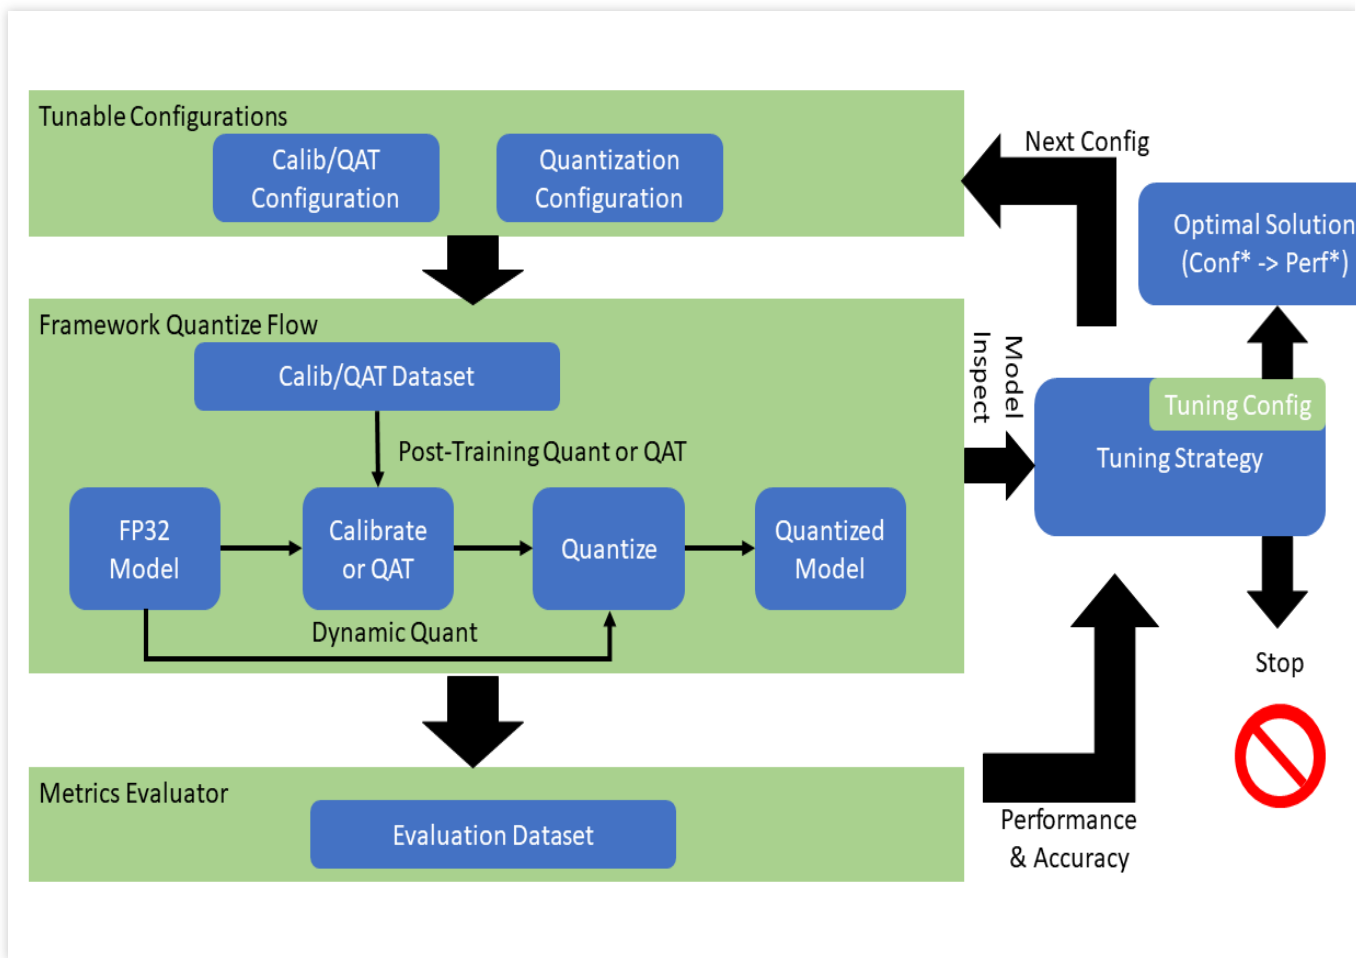 Tunable Configurations
Calib/QAT
Configuration
Quantization
Configuration
Next Config
Optimal Solution
(Conf* -> Perf*)
Framework Quantize Flow
Calib/QAT Dataset
Post-Training Quant or QAT
FP32
Model
Calibrate
or QAT
Quantize
Quantized
Model
Dynamic Quant
Model
Inspect
Tuning Config
Tuning Strategy
Stop
Metrics Evaluator
Evaluation Dataset
Performance
& Accuracy